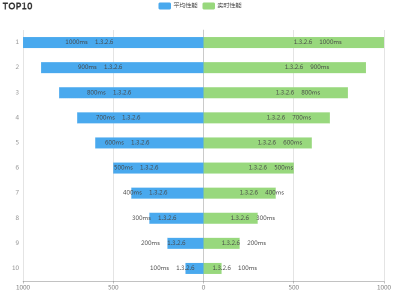 TOP10
平均性能 实时性能
1 1000ms 1.3.2.6 1.3.2.6 1000ms
2 900ms 1.3.2.6 1.3.2.6 900ms
3 800ms 1.3.2.6 1.3.2.6 800ms
4 700ms 1.3.2.6 1.3.2.6 700ms
5 600ms 1.3.2.6 1.3.2.6 600ms
6 500ms 1.3.2.6 1.3.2.6 500ms
7 400ms 1.3.2.6 1.3.2.6 400ms
8 300ms 1.3.2.6 1.3.2.6 300ms
9 200ms 1.3.2.6 1.3.2.6 200ms
10 100ms 1.3.2.6 1.3.2.6 100ms
1000 500 0 500 1000